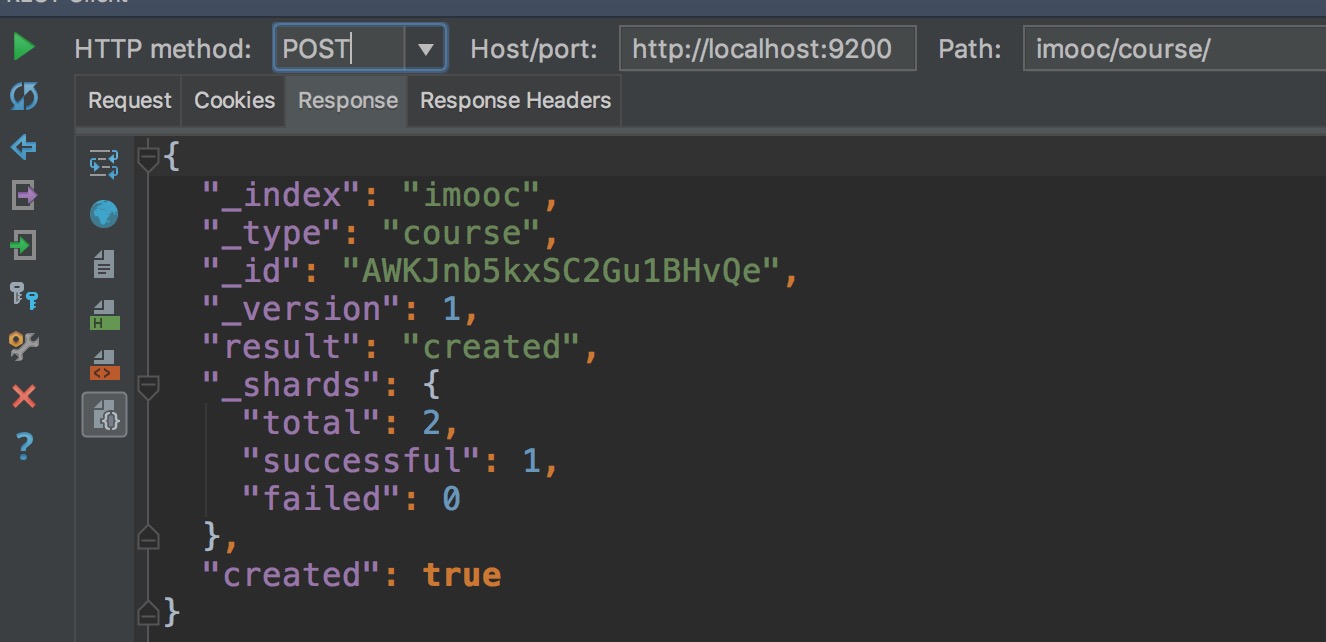 HTTP method: POST Host/port: http://localhost:9200 Path: imooc/course/
Request Cookies Response Response Headers
{
"_index": "imooc",
"_type": "course",
"_id": "AWKJnb5kxSC2Gu1BHvQe",
"_version": 1,
"result": "created",
"_shards": {
"total": 2,
"successful": 1,
"failed": 0
},
"created": true
}